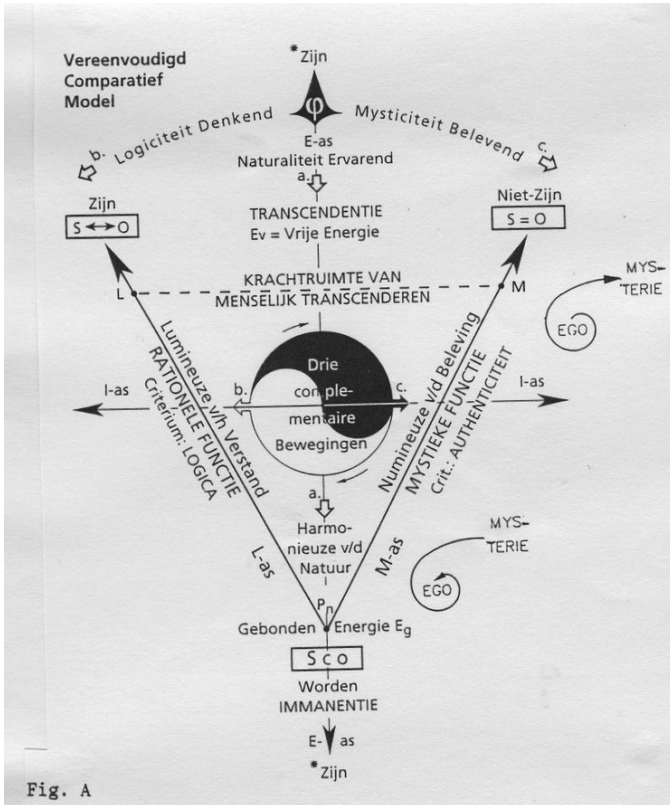 Vereenvoudigd
Comparatief
Model
*Zijn
φ
b. Logiciteit Denkend
Mysticiteit Belevend c.
E-as
Naturaliteit Ervarend
a.
Zijn
S ↔ O
Niet-Zijn
S = O
TRANSCENDENTIE
Ev = Vrije Energie
KRACHTRUIMTE VAN
MENSELIJK TRANSCENDEREN
L
M
MYS-
TERIE
EGO
Lumineuze v/h Verstand
RATIONELE FUNCTIE
Criterium: LOGICA
Numineuze v/d Beleving
MYSTIEKE FUNCTIE
Crit.: AUTHENTICITEIT
I-as
I-as
b.
c.
Drie
comple-
mentaire
Bewegingen
a.
Harmo-
nieuze v/d
Natuur
L-as
M-as
MYS-
TERIE
EGO
Pn
Gebonden Energie Eg
S c o
Worden
IMMANENTIE
E- as
*Zijn
Fig. A